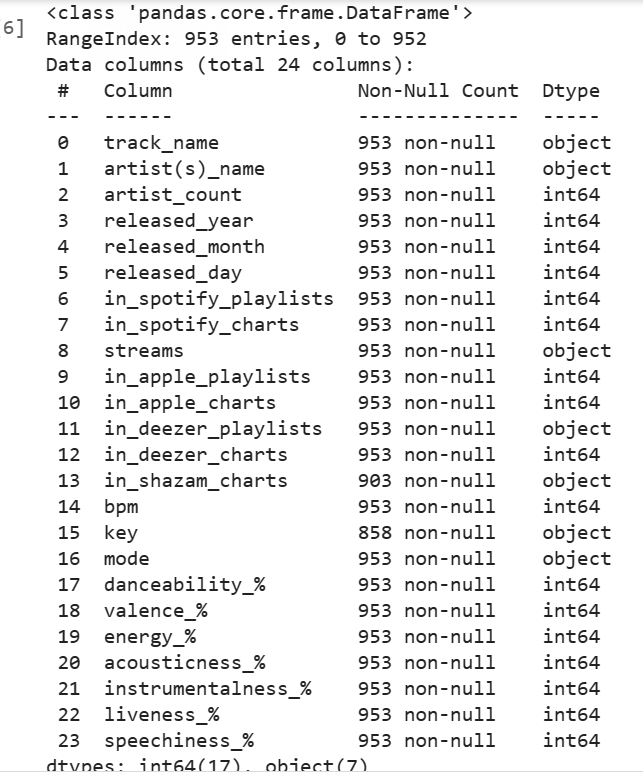 6]
<class 'pandas.core.frame.DataFrame'>
RangeIndex: 953 entries, 0 to 952
Data columns (total 24 columns):
 #   Column                Non-Null Count  Dtype
---  ------                --------------  -----
 0   track_name            953 non-null    object
 1   artist(s)_name        953 non-null    object
 2   artist_count          953 non-null    int64
 3   released_year         953 non-null    int64
 4   released_month        953 non-null    int64
 5   released_day          953 non-null    int64
 6   in_spotify_playlists  953 non-null    int64
 7   in_spotify_charts     953 non-null    int64
 8   streams               953 non-null    object
 9   in_apple_playlists    953 non-null    int64
 10  in_apple_charts       953 non-null    int64
 11  in_deezer_playlists   953 non-null    object
 12  in_deezer_charts      953 non-null    int64
 13  in_shazam_charts      903 non-null    object
 14  bpm                   953 non-null    int64
 15  key                   858 non-null    object
 16  mode                  953 non-null    object
 17  danceability_%        953 non-null    int64
 18  valence_%             953 non-null    int64
 19  energy_%              953 non-null    int64
 20  acousticness_%        953 non-null    int64
 21  instrumentalness_%    953 non-null    int64
 22  liveness_%            953 non-null    int64
 23  speechiness_%         953 non-null    int64
dtypes: int64(17), object(7)